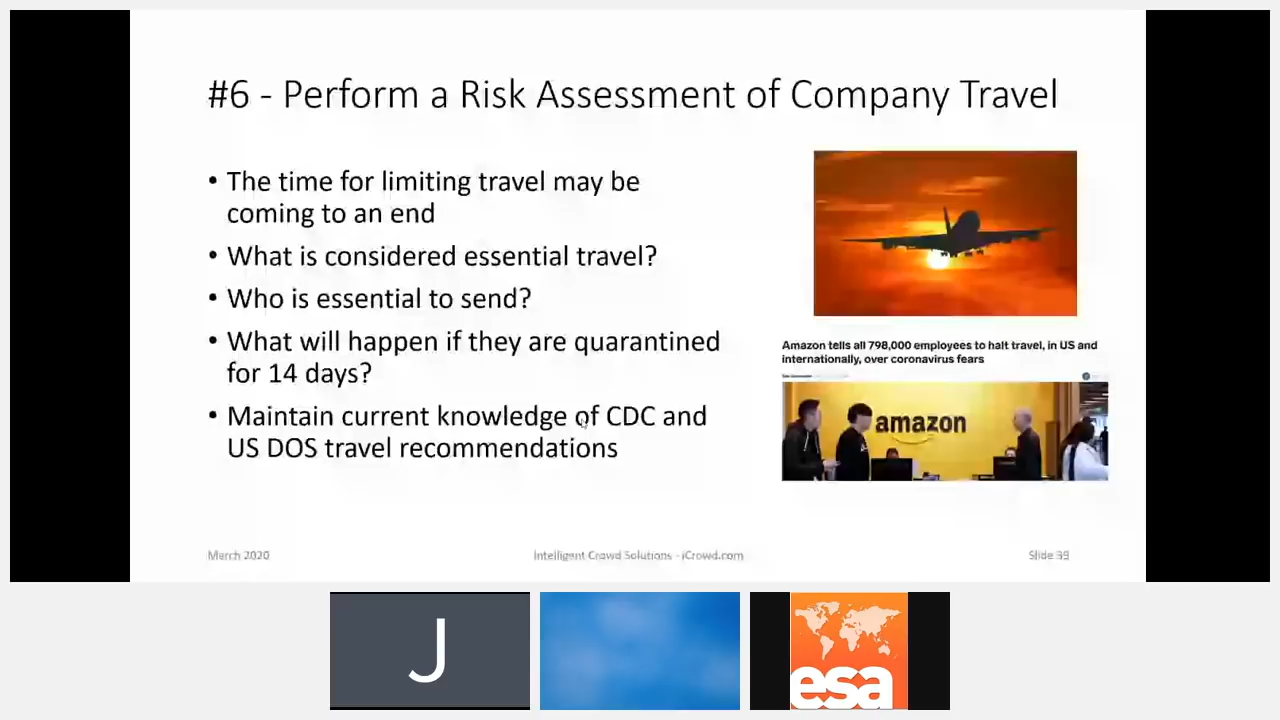 #6 - Perform a Risk Assessment of Company Travel
• The time for limiting travel may be
coming to an end
• What is considered essential travel?
• Who is essential to send?
• What will happen if they are quarantined
for 14 days?
• Maintain current knowledge of CDC and
US DOS travel recommendations
Amazon tells all 798,000 employees to halt travel, in US and
internationally, over coronavirus fears
amazon
March 2020
Intelligent Crowd Solutions - iCrowd.com
Slide 39
J
esa